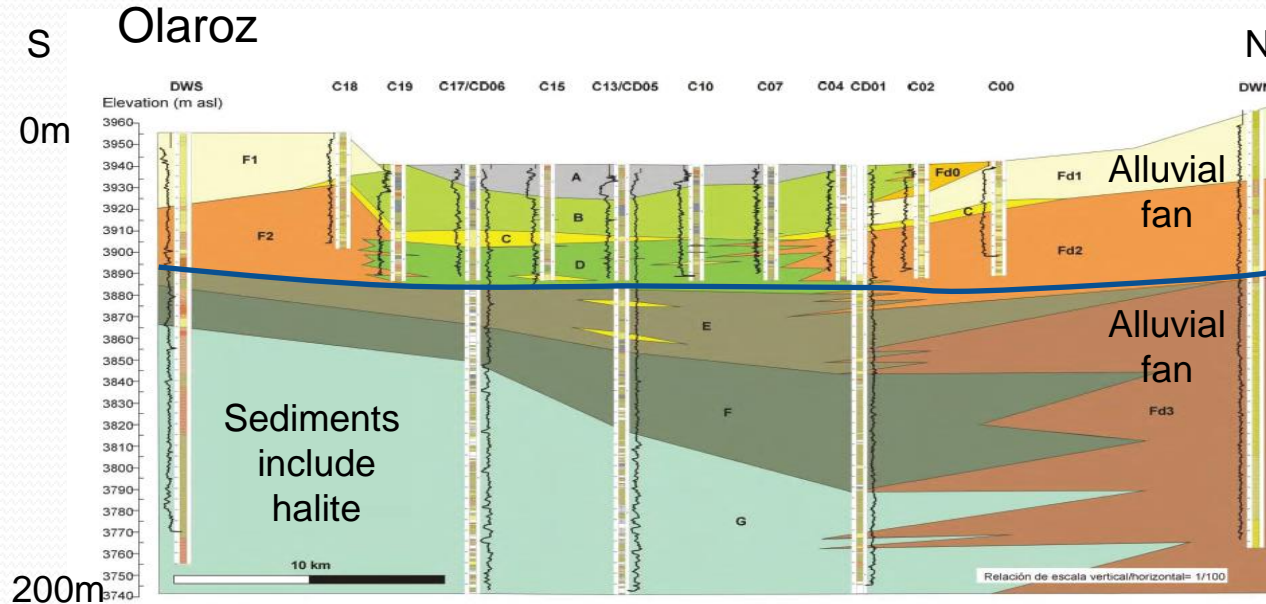 Olaroz
S
N
DWS C18 C19 C17/CD06 C15 C13/CD05 C10 C07 C04 CD01 C02 C00
Elevation (m asl)
0m
3960
3950
3940
3930
3920
3910
3900
3890
3880
3870
3860
3850
3840
3830
3820
3810
3800
3790
3780
3770
3760
3750
3740
200m
F1
A
Fd0
Fd1
Alluvial
fan
B
C
C
F2
D
Fd2
E
Alluvial
fan
F
Fd3
Sediments
include
halite
G
10 km
Relación de escala vertical/horizontal= 1/100